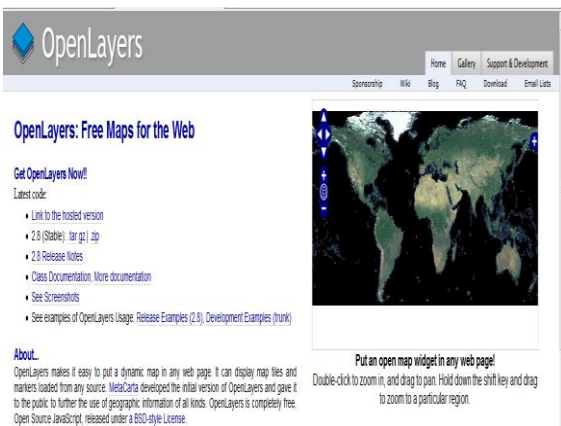 OpenLayers
Home Gallery Support & Development
Sponsorship Wiki Blog FAQ Download Email Lists
OpenLayers: Free Maps for the Web
Get OpenLayers Now!!
Latest code:
• Link to the hosted version
• 2.8 (Stable): .tar.gz | .zip
• 2.8 Release Notes
• Class Documentation, More documentation
• See Screenshots
• See examples of OpenLayers Usage: Release Examples (2.8), Development Examples (trunk)
About...
OpenLayers makes it easy to put a dynamic map in any web page. It can display map tiles and
markers loaded from any source. MetaCarta developed the initial version of OpenLayers and gave it
to the public to further the use of geographic information of all kinds. OpenLayers is completely free,
Open Source JavaScript, released under a BSD-style License.
Put an open map widget in any web page!
Double-click to zoom in, and drag to pan. Hold down the shift key and drag
to zoom to a particular region.